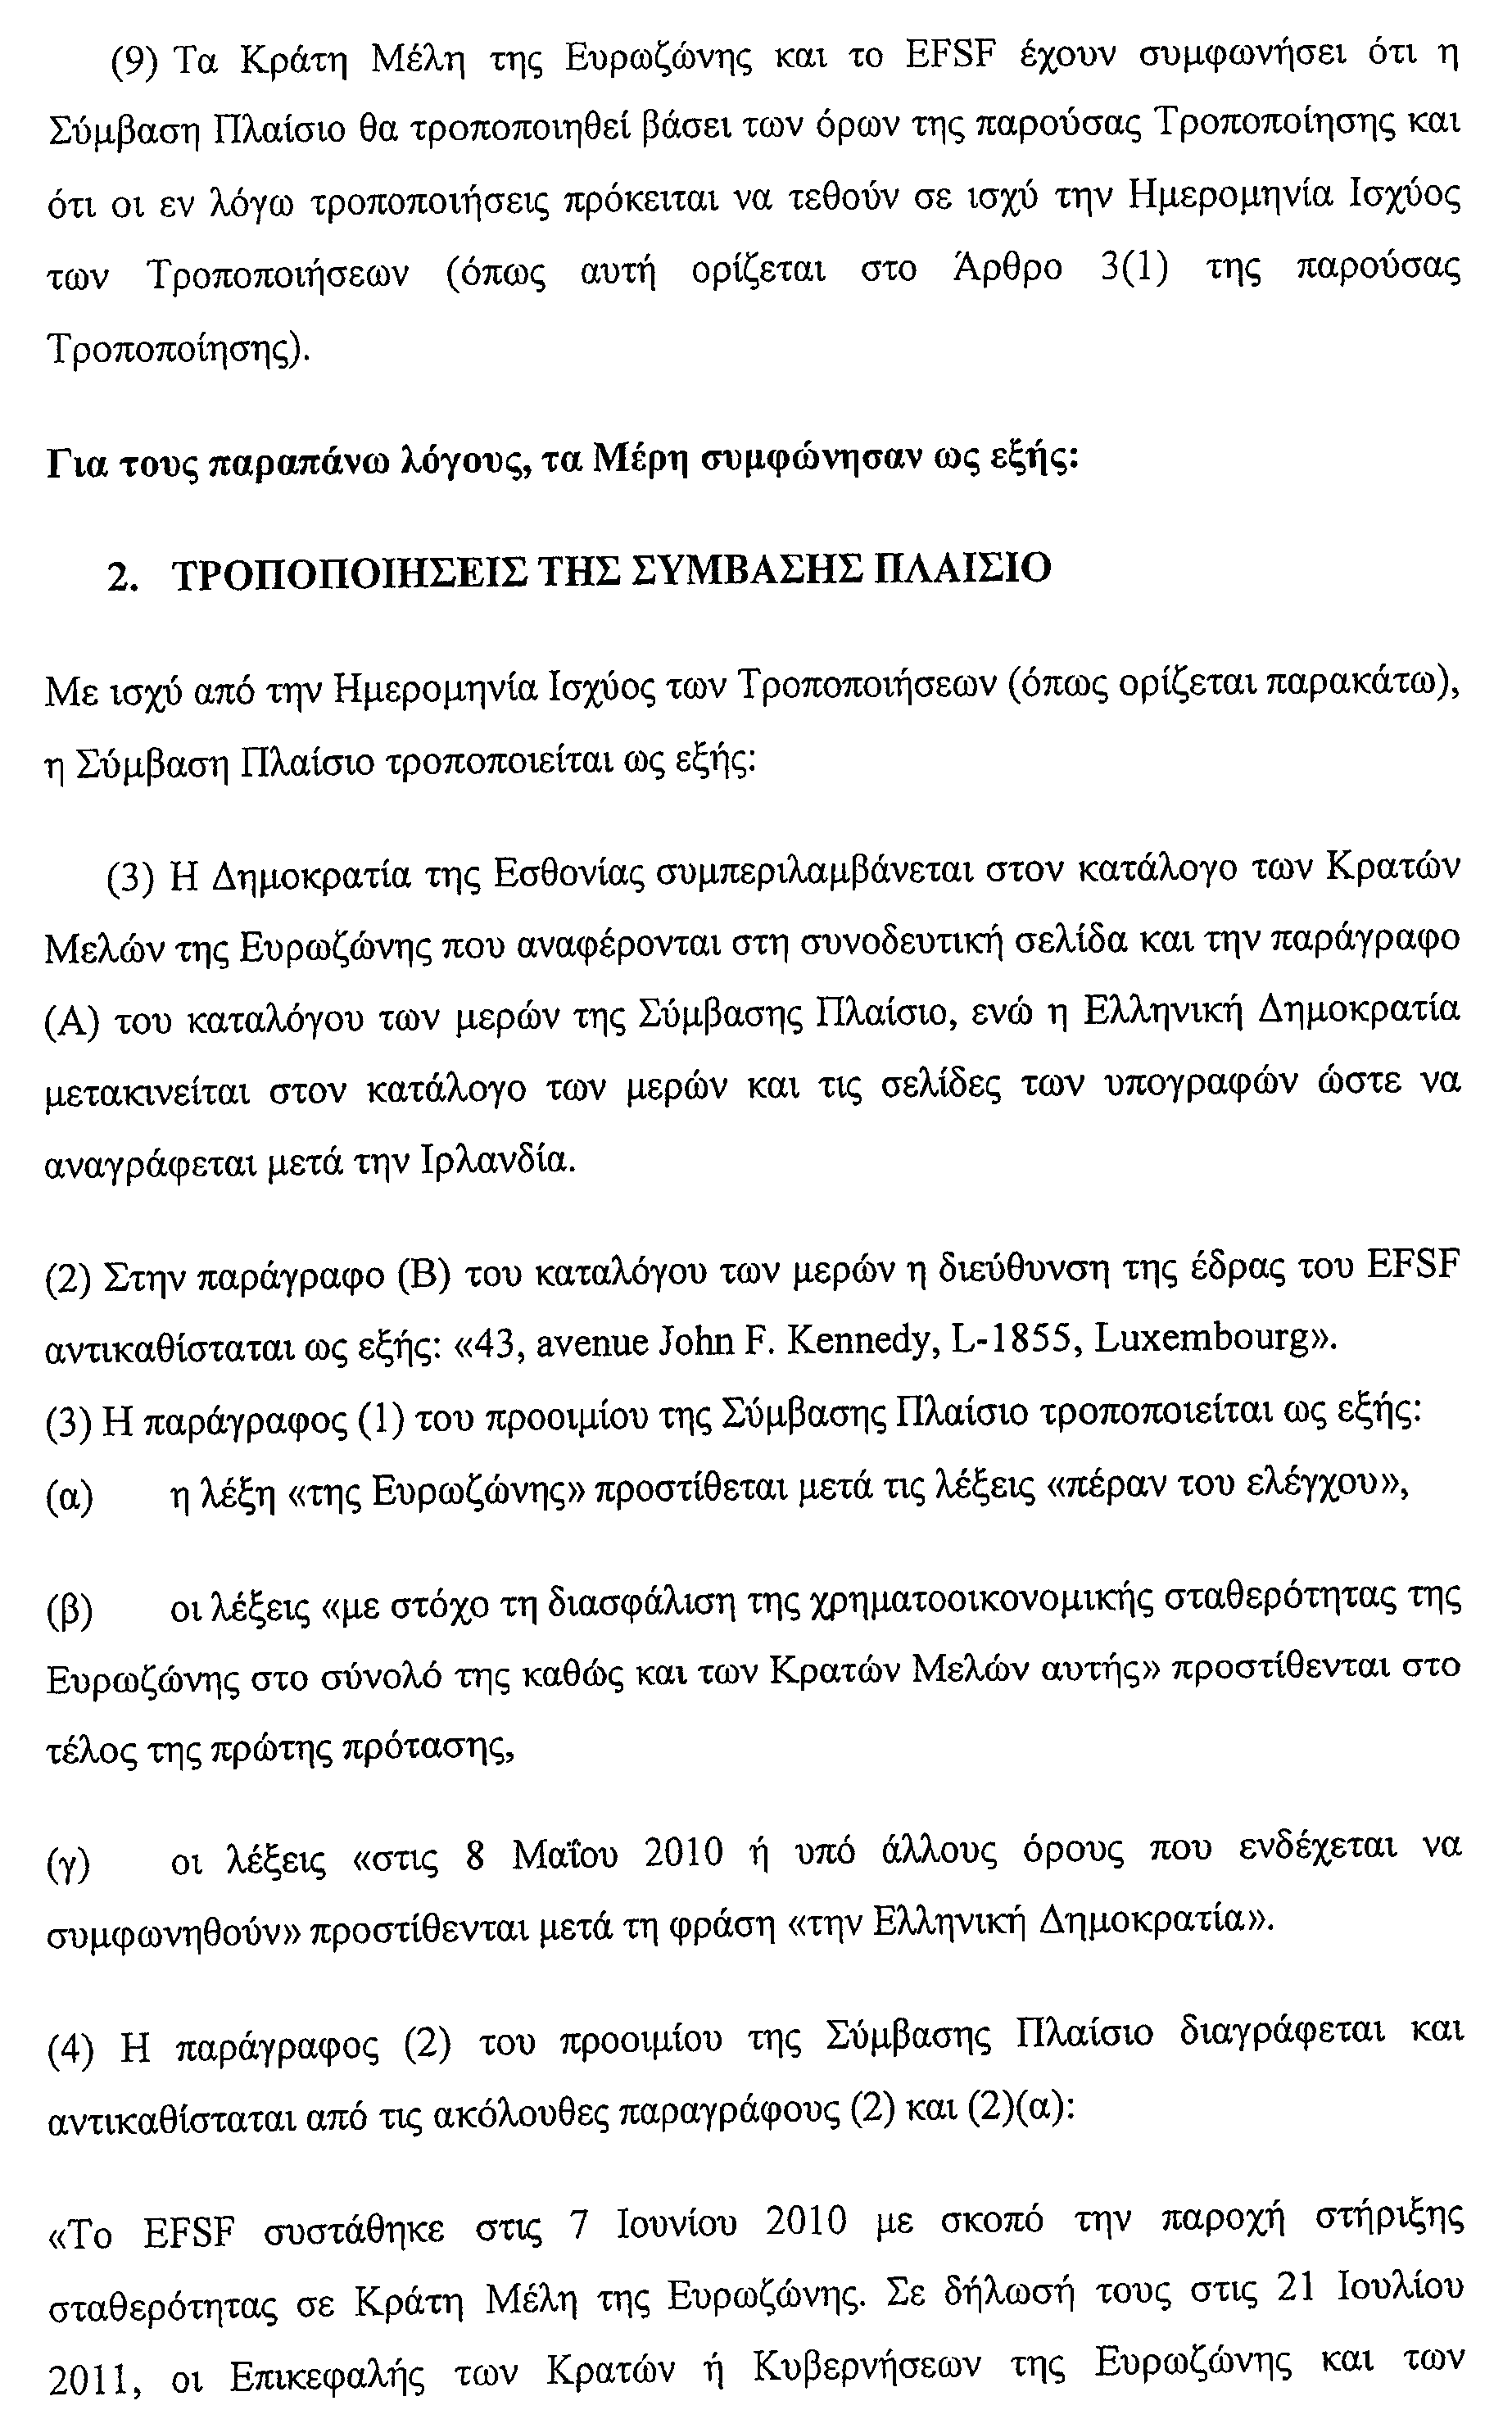 (9) Τα Κράτη Μέλη της Ευρωζώνης και το EFSF έχουν συμφωνήσει ότι η
Σύμβαση Πλαίσιο θα τροποποιηθεί βάσει των όρων της παρούσας Τροποποίησης και
ότι οι εν λόγω τροποποιήσεις πρόκειται να τεθούν σε ισχύ την Ημερομηνία Ισχύος
των Τροποποιήσεων (όπως αυτή ορίζεται στο Άρθρο 3(1) της παρούσας
Τροποποίησης).
Για τους παραπάνω λόγους, τα Μέρη συμφώνησαν ως εξής:
2. ΤΡΟΠΟΠΟΙΗΣΕΙΣ ΤΗΣ ΣΥΜΒΑΣΗΣ ΠΛΑΙΣΙΟ
Με ισχύ από την Ημερομηνία Ισχύος των Τροποποιήσεων (όπως ορίζεται παρακάτω),
η Σύμβαση Πλαίσιο τροποποιείται ως εξής:
(3) Η Δημοκρατία της Εσθονίας συμπεριλαμβάνεται στον κατάλογο των Κρατών
Μελών της Ευρωζώνης που αναφέρονται στη συνοδευτική σελίδα και την παράγραφο
(Α) του καταλόγου των μερών της Σύμβασης Πλαίσιο, ενώ η Ελληνική Δημοκρατία
μετακινείται στον κατάλογο των μερών και τις σελίδες των υπογραφών ώστε να
αναγράφεται μετά την Ιρλανδία.
(2) Στην παράγραφο (Β) του καταλόγου των μερών η διεύθυνση της έδρας του EFSF
αντικαθίσταται ως εξής: «43, avenue John F. Kennedy, L-1855, Luxembourg».
(3) Η παράγραφος (1) του προοιμίου της Σύμβασης Πλαίσιο τροποποιείται ως εξής:
(α) η λέξη «της Ευρωζώνης» προστίθεται μετά τις λέξεις «πέραν του ελέγχου»,
(β) οι λέξεις «με στόχο τη διασφάλιση της χρηματοοικονομικής σταθερότητας της
Ευρωζώνης στο σύνολό της καθώς και των Κρατών Μελών αυτής» προστίθενται στο
τέλος της πρώτης πρότασης,
(γ) οι λέξεις «στις 8 Μαΐου 2010 ή υπό άλλους όρους που ενδέχεται να
συμφωνηθούν» προστίθενται μετά τη φράση «την Ελληνική Δημοκρατία».
(4) Η παράγραφος (2) του προοιμίου της Σύμβασης Πλαίσιο διαγράφεται και
αντικαθίσταται από τις ακόλουθες παραγράφους (2) και (2)(α):
«Το EFSF συστάθηκε στις 7 Ιουνίου 2010 με σκοπό την παροχή στήριξης
σταθερότητας σε Κράτη Μέλη της Ευρωζώνης. Σε δήλωσή τους στις 21 Ιουλίου
2011, οι Επικεφαλής των Κρατών ή Κυβερνήσεων της Ευρωζώνης και των